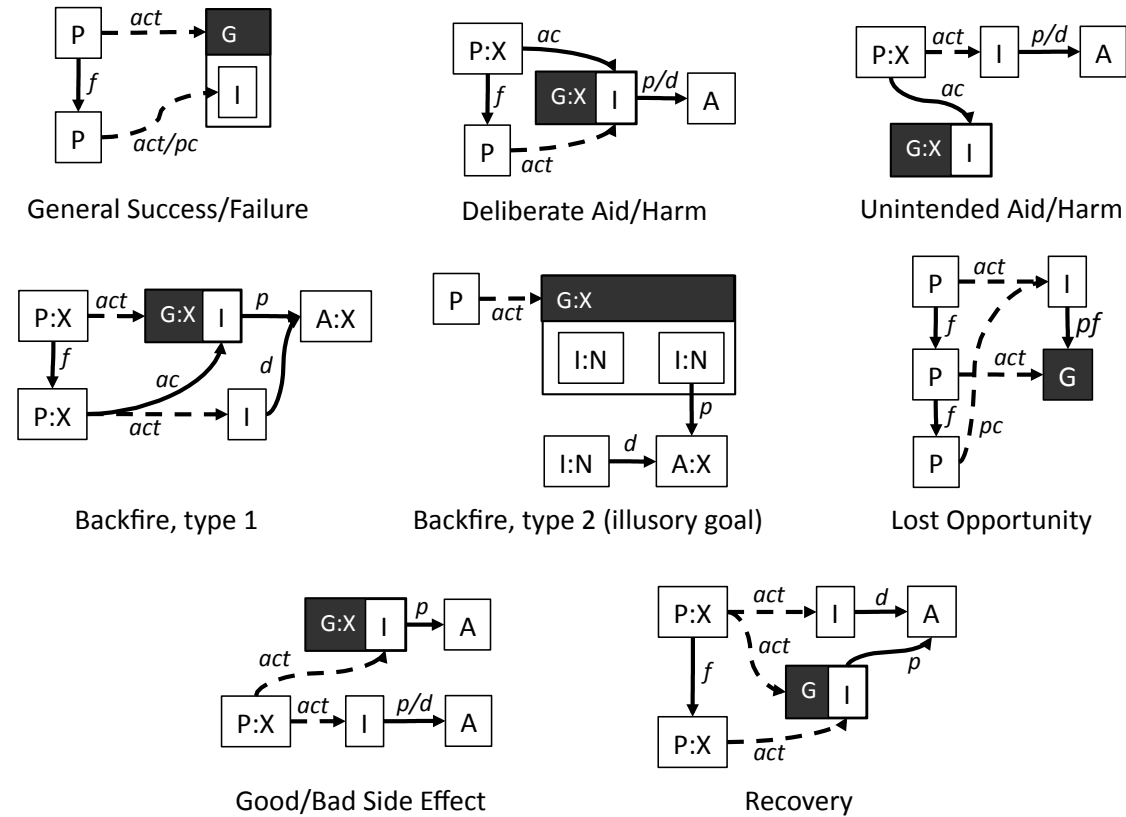 P act G
f I
P act/pc
General Success/Failure
P:X ac
f G:X I p/d A
P act
Deliberate Aid/Harm
P:X act I p/d A
ac
G:X I
Unintended Aid/Harm
P:X act G:X I p A:X
f ac d
P:X act I
Backfire, type 1
P act G:X
I:N I:N
p
I:N d A:X
Backfire, type 2 (illusory goal)
P act I
f pf
P act G
f pc
P
Lost Opportunity
G:X I p A
act
P:X act I p/d A
Good/Bad Side Effect
P:X act I d A
act p
f G I
P:X act
Recovery